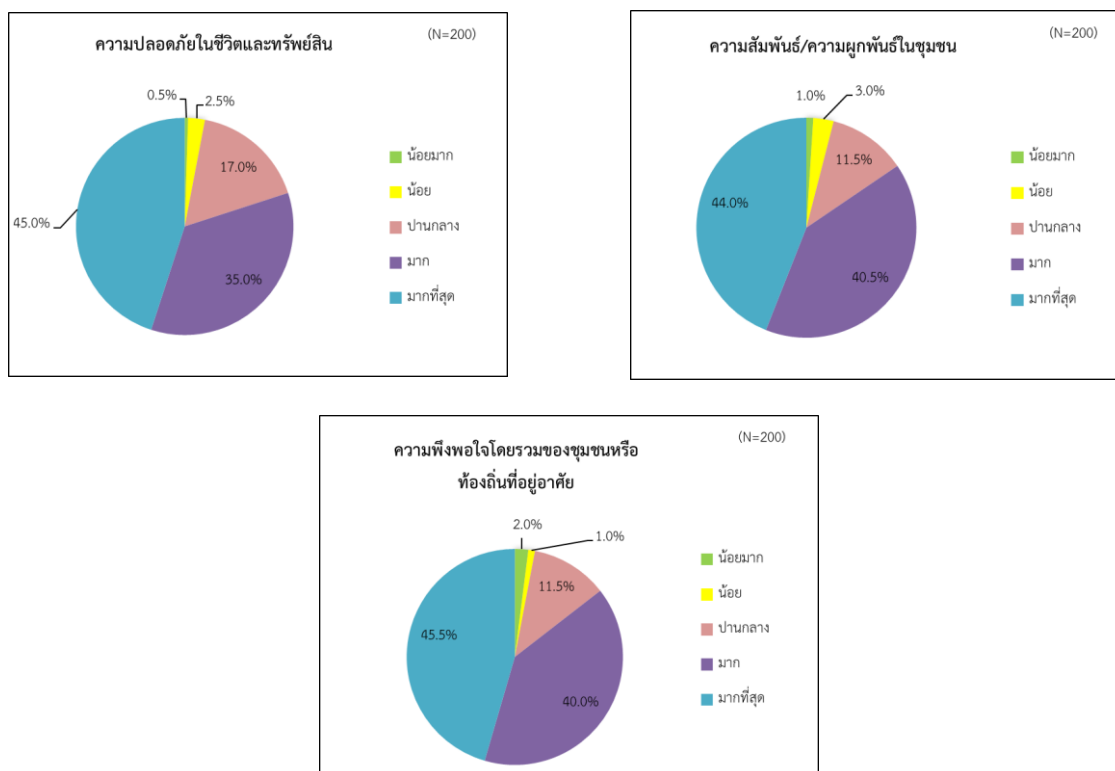 ความปลอดภัยในชีวิตและทรัพย์สิน
(N=200)
0.5%
2.5%
17.0%
45.0%
35.0%
น้อยมาก
น้อย
ปานกลาง
มาก
มากที่สุด
ความสัมพันธ์/ความผูกพันธ์ในชุมชน
(N=200)
1.0%
3.0%
11.5%
44.0%
40.5%
น้อยมาก
น้อย
ปานกลาง
มาก
มากที่สุด
ความพึงพอใจโดยรวมของชุมชนหรือ
ท้องถิ่นที่อยู่อาศัย
(N=200)
2.0%
1.0%
11.5%
45.5%
40.0%
น้อยมาก
น้อย
ปานกลาง
มาก
มากที่สุด